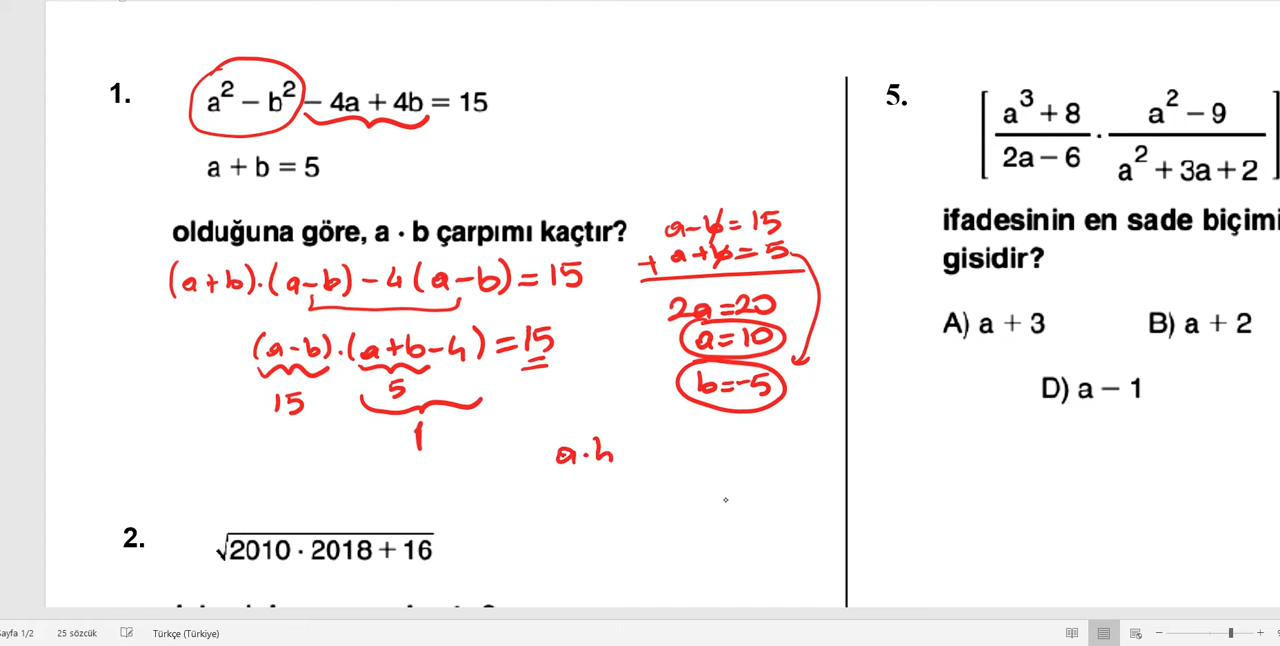 1.
a² − b² − 4a + 4b = 15
a + b = 5
olduğuna göre, a · b çarpımı kaçtır?
(a+b).(a−b)−4(a−b)=15
(a−b).(a+b−4)=15
15
5
1
a−b=15
+ a+b=5
2a=20
a=10
b=−5
a.b
2.
√2010 · 2018 + 16
5.
[ a³ + 8 / 2a − 6 · a² − 9 / a² + 3a + 2 ]
ifadesinin en sade biçimi
gisidir?
A) a + 3 B) a + 2
D) a − 1
Sayfa 1/2 25 sözcük Türkçe (Türkiye)